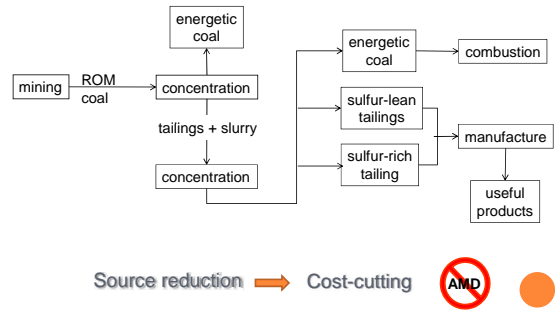 energetic
coal
energetic
coal
combustion
mining
ROM
coal
concentration
sulfur-lean
tailings
tailings + slurry
manufacture
sulfur-rich
tailing
concentration
useful
products
Source reduction
Cost-cutting
AMD